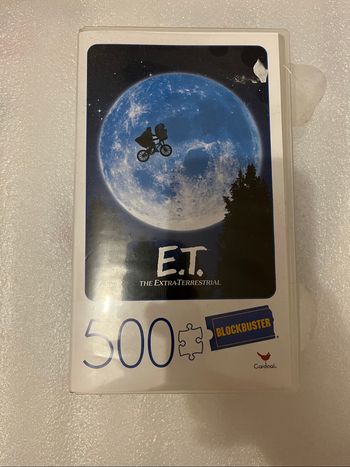 E.T.
THE EXTRA-TERRESTRIAL
500
BLOCKBUSTER
Cardinal